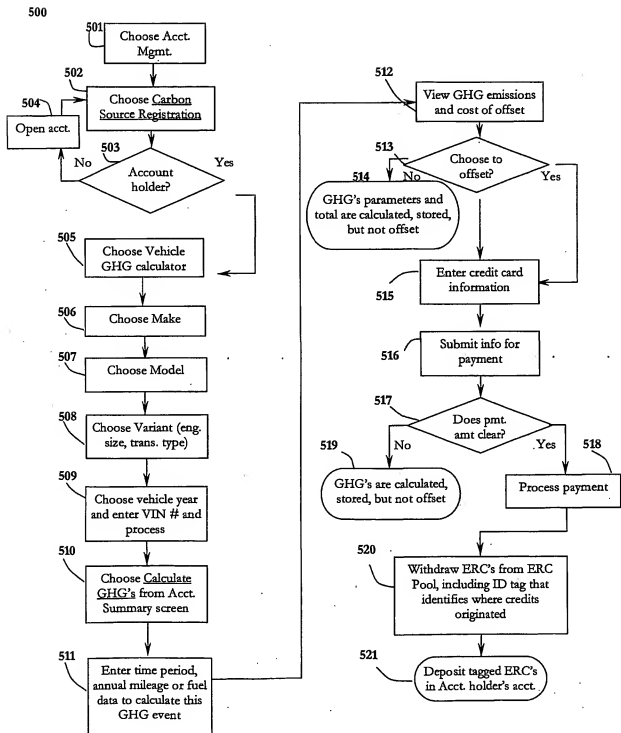 500
501
Choose Acct.
Mgmt.
502
Choose Carbon
Source Registration
504
Open acct.
503
No
Yes
Account
holder?
505
Choose Vehicle
GHG calculator
506
Choose Make
507
Choose Model
508
Choose Variant (eng.
size, trans. type)
509
Choose vehicle year
and enter VIN # and
process
510
Choose Calculate
GHG's from Acct.
Summary screen
511
Enter time period,
annual mileage or fuel
data to calculate this
GHG event
512
View GHG emissions
and cost of offset
513
Choose to
offset?
No
Yes
514
GHG's parameters and
total are calculated, stored,
but not offset
Enter credit card
information
515
Submit info for
payment
516
517
Does pmt.
amt clear?
No
Yes
519
GHG's are calculated,
stored, but not offset
518
Process payment
520
Withdraw ERC's from ERC
Pool, including ID tag that
identifies where credits
originated
521
Deposit tagged ERC's
in Acct. holder's acct.